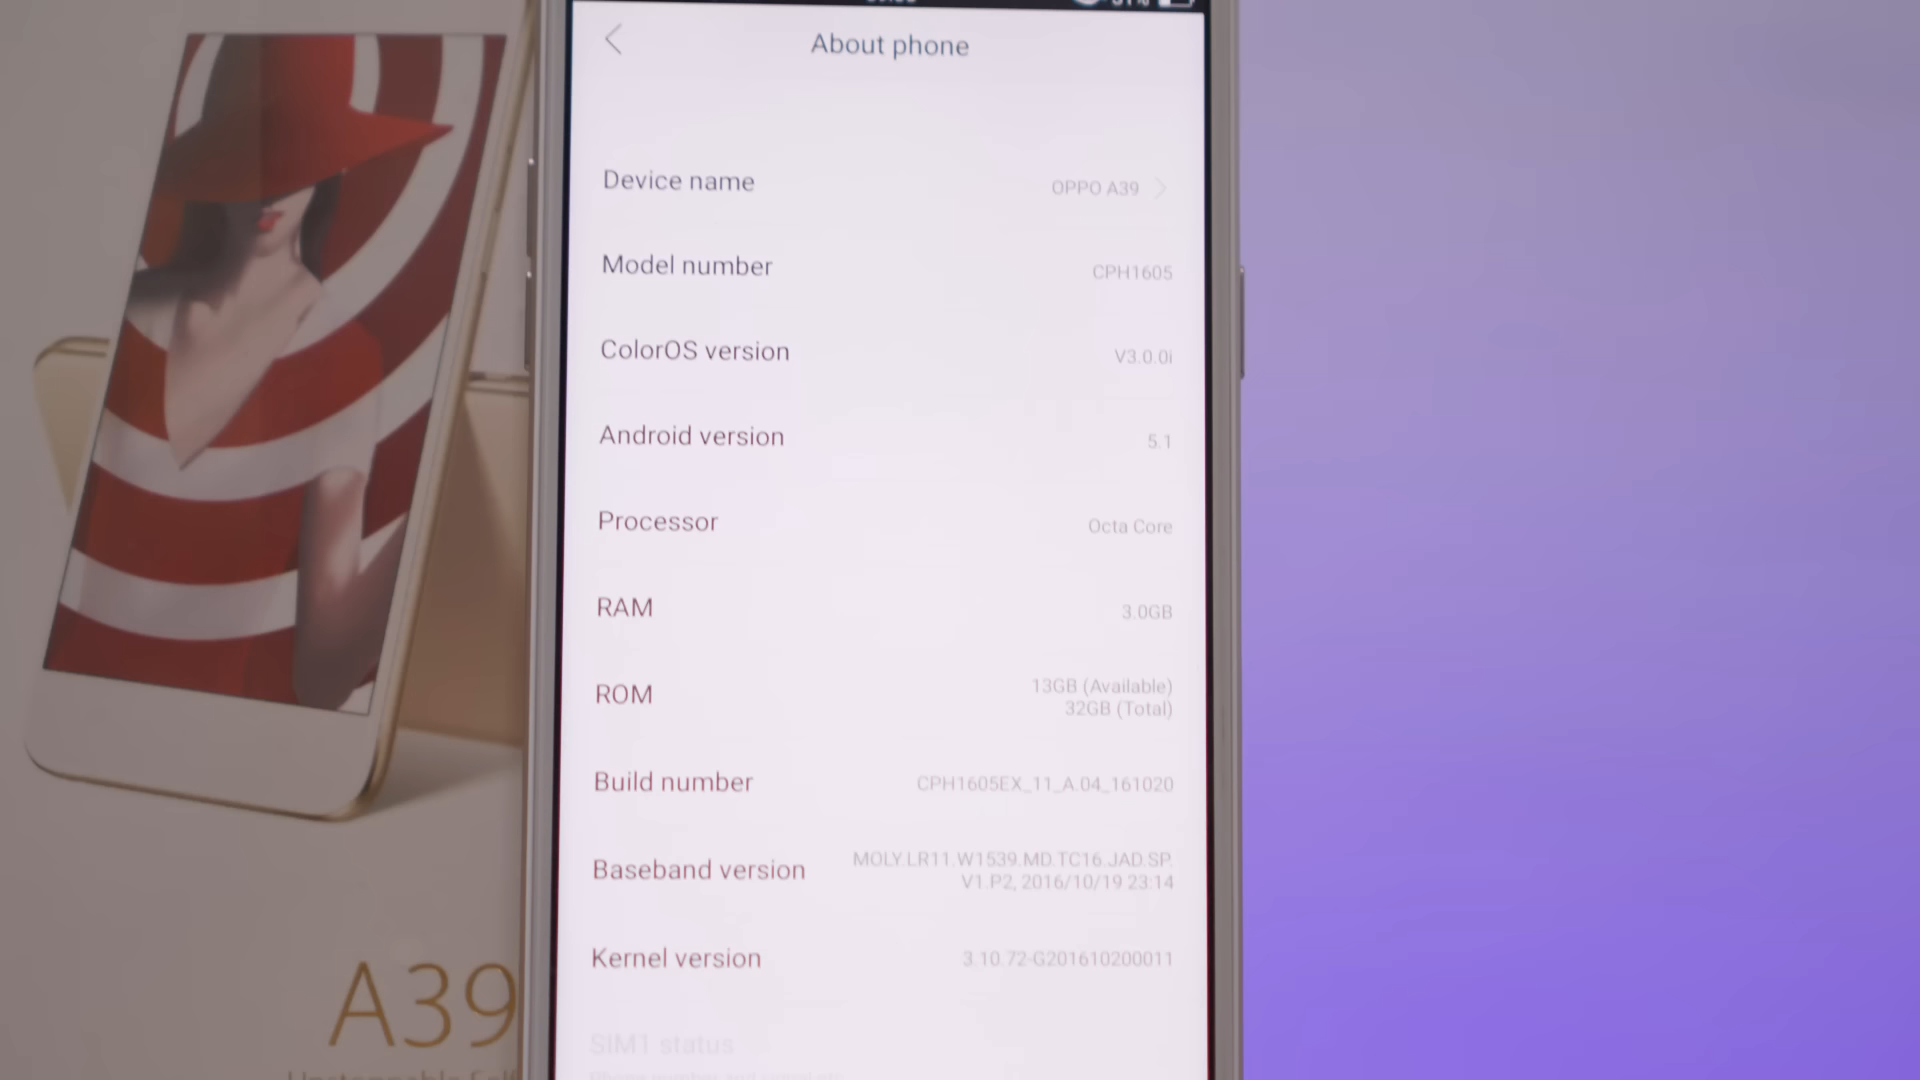 About phone
Device name
OPPO A39
Model number
CPH1605
ColorOS version
V3.0.0i
Android version
5.1
Processor
Octa Core
RAM
3.0GB
ROM
13GB (Available)
32GB (Total)
Build number
CPH1605EX_11_A.04_161020
Baseband version
MOLY.LR11.W1539.MD.TC16.JAD.SP.
V1.P2, 2016/10/19 23:14
Kernel version
3.10.72-G201610200011
SIM1 status
A39